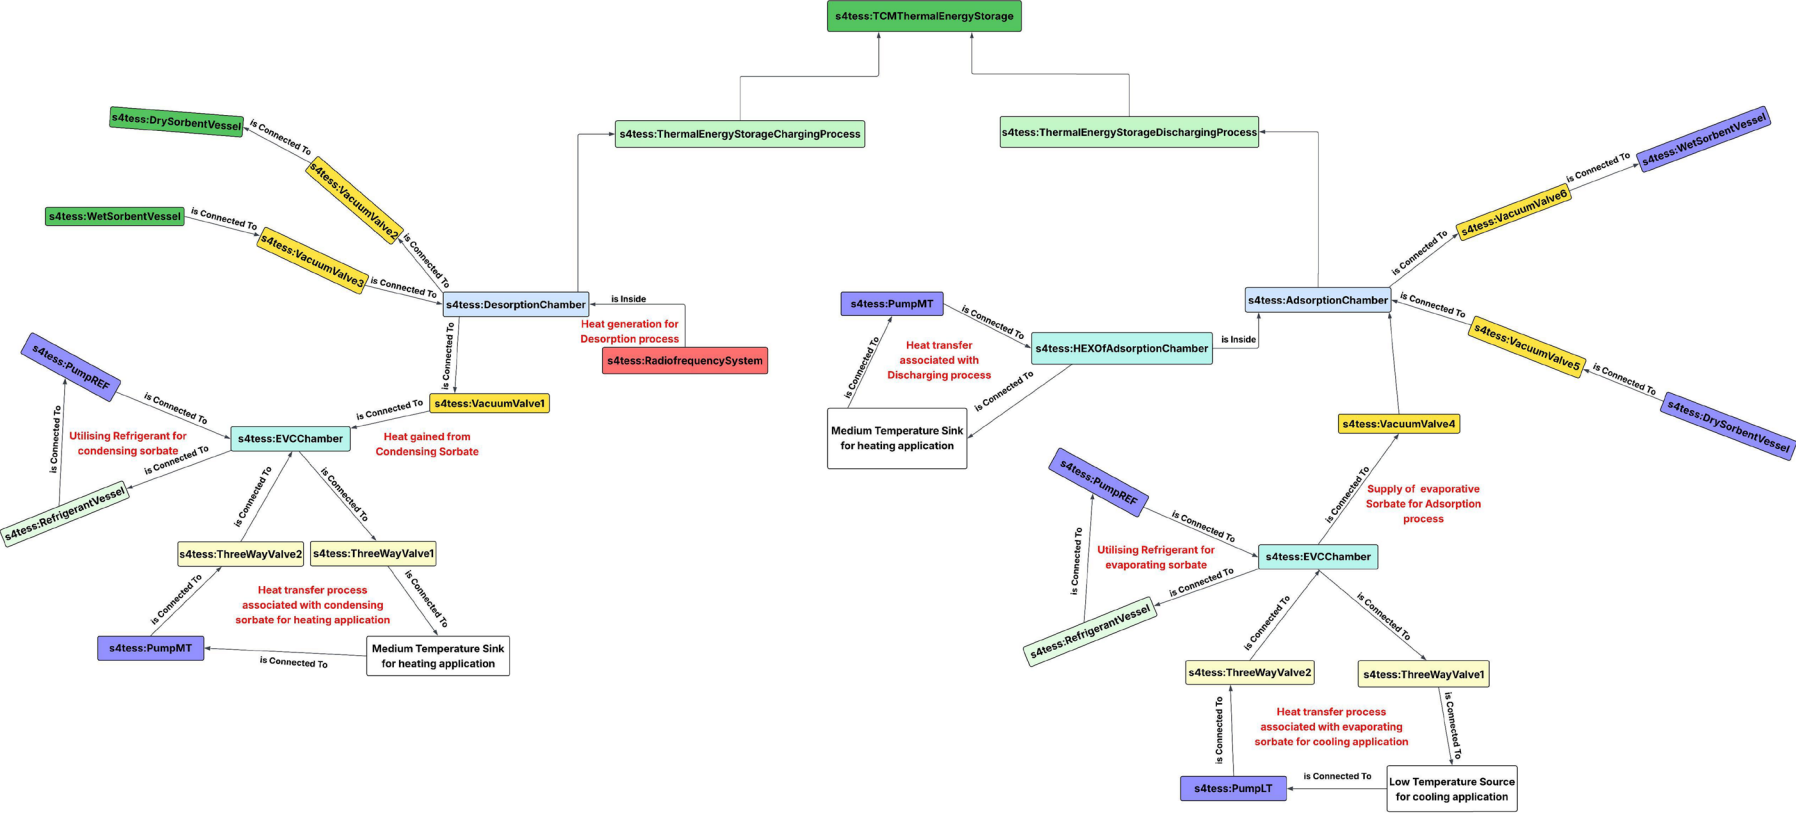 s4tess:TCMThermalEnergyStorage
s4tess:ThermalEnergyStorageChargingProcess
s4tess:ThermalEnergyStorageDischargingProcess
s4tess:DrySorbentVessel
is Connected To
s4tess:VacuumValve2
is Connected To
s4tess:WetSorbentVessel
is Connected To
s4tess:VacuumValve3
is Connected To
s4tess:DesorptionChamber
is Inside
Heat generation for
Desorption process
s4tess:RadiofrequencySystem
is Connected To
s4tess:VacuumValve1
is Connected To
Heat gained from
Condensing Sorbate
s4tess:PumpREF
is Connected To
s4tess:EVCChamber
is Connected To
Utilising Refrigerant for
condensing sorbate
is Connected To
s4tess:RefrigerantVessel
is Connected To
is Connected To
s4tess:ThreeWayValve2
s4tess:ThreeWayValve1
is Connected To
Heat transfer process
associated with condensing
sorbate for heating application
is Connected To
s4tess:PumpMT
is Connected To
Medium Temperature Sink
for heating application
s4tess:WetSorbentVessel
is Connected To
s4tess:VacuumValve6
is Connected To
s4tess:AdsorptionChamber
is Connected To
s4tess:VacuumValve5
is Connected To
s4tess:DrySorbentVessel
s4tess:PumpMT
is Connected To
s4tess:HEXOfAdsorptionChamber
is Inside
is Connected To
Heat transfer
associated with
Discharging process
is Connected To
Medium Temperature Sink
for heating application
s4tess:VacuumValve4
is Connected To
Supply of evaporative
Sorbate for Adsorption
process
s4tess:PumpREF
is Connected To
s4tess:EVCChamber
is Connected To
Utilising Refrigerant for
evaporating sorbate
is Connected To
s4tess:RefrigerantVessel
is Connected To
is Connected To
s4tess:ThreeWayValve2
s4tess:ThreeWayValve1
is Connected To
Heat transfer process
associated with evaporating
sorbate for cooling application
is Connected To
s4tess:PumpLT
is Connected To
Low Temperature Source
for cooling application